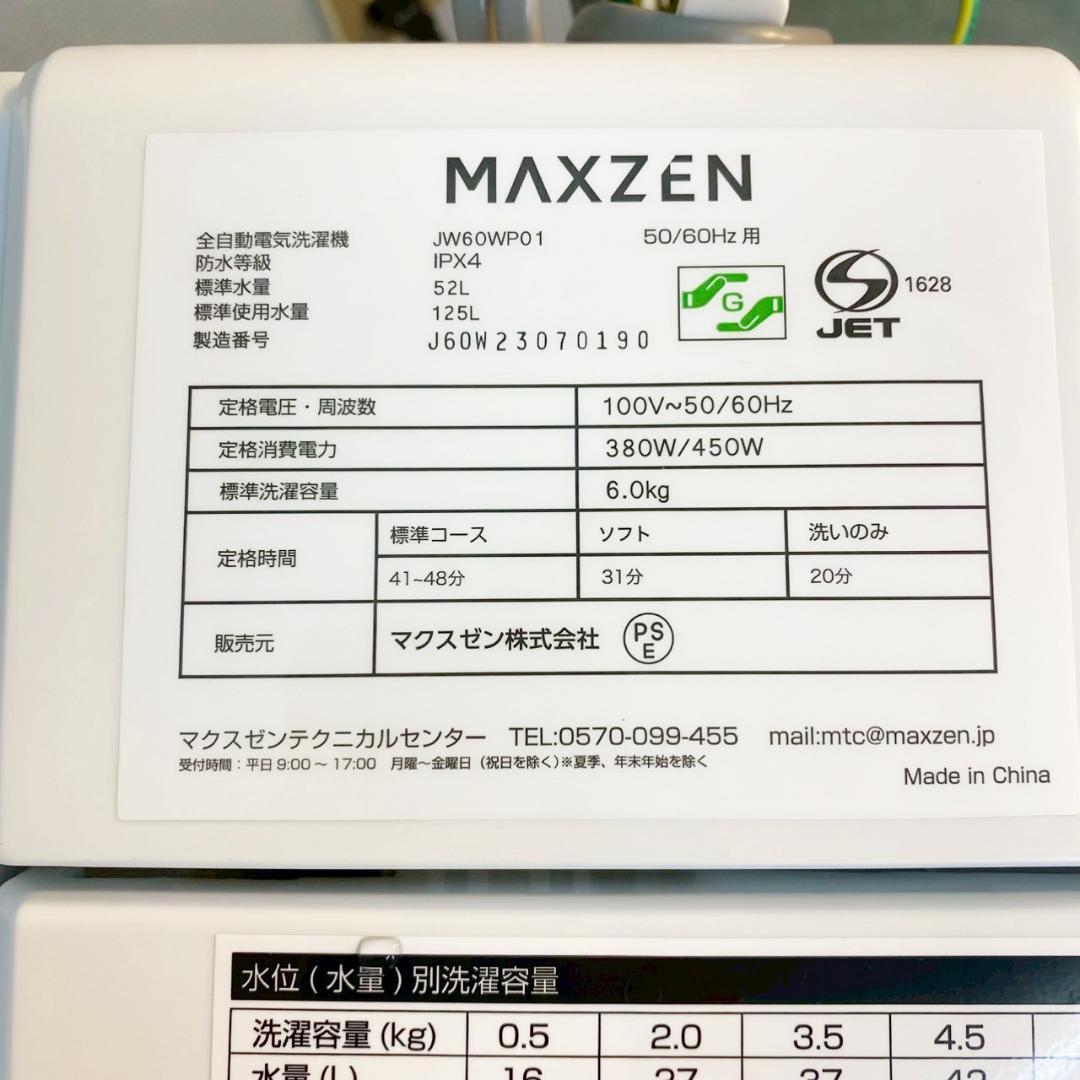 MAXZEN
全自動電気洗濯機 JW60WP01 50/60Hz 用
防水等級 IPX4
標準水量 52L
標準使用水量 125L
製造番号 J60W23070190
G
JET 1628
定格電圧・周波数 100V~50/60Hz
定格消費電力 380W/450W
標準洗濯容量 6.0kg
定格時間 標準コース ソフト 洗いのみ
41~48分 31分 20分
販売元 マクスゼン株式会社 PSE
マクスゼンテクニカルセンター TEL:0570-099-455 mail:mtc@maxzen.jp
受付時間：平日 9:00 ～ 17:00 月曜～金曜日（祝日を除く）※夏季、年末年始を除く
Made in China
水位 ( 水量 ) 別洗濯容量
洗濯容量 (kg) 0.5 2.0 3.5 4.5
水量 (L) 16 27 37